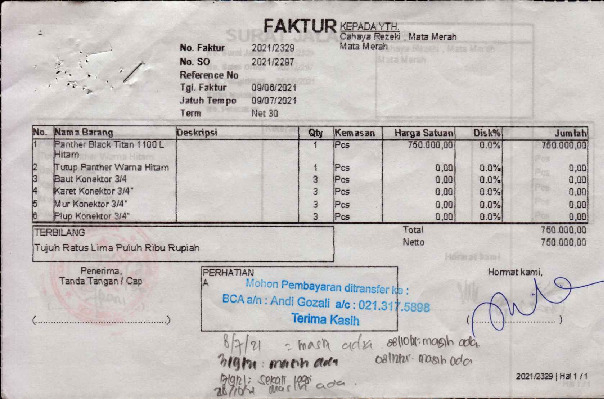 FAKTUR
KEPADA YTH.
Cahaya Rezeki , Mata Merah
Mata Merah
No. Faktur 2021/2329
No. SO 2021/2287
Reference No
Tgl. Faktur 09/06/2021
Jatuh Tempo 09/07/2021
Term Net 30
No. Nama Barang Deskripsi Qty Kemasan Harga Satuan Disk% Jumlah
1 Panther Black Titan 1100 L Hitam 1 Pcs 750.000,00 0.0% 750.000,00
2 Tutup Panther Warna Hitam 1 Pcs 0,00 0.0% 0,00
3 Baut Konektor 3/4 3 Pcs 0,00 0.0% 0,00
4 Karet Konektor 3/4" 3 Pcs 0,00 0.0% 0,00
5 Mur Konektor 3/4" 3 Pcs 0,00 0.0% 0,00
6 Plup Konektor 3/4" 3 Pcs 0,00 0.0% 0,00
TERBILANG
Tujuh Ratus Lima Puluh Ribu Rupiah
Total 750.000,00
Netto 750.000,00
Penerima,
Tanda Tangan / Cap
PERHATIAN
A
Mohon Pembayaran ditransfer ke :
BCA a/n : Andi Gozali a/c : 021.317.5898
Terima Kasih
Hormat kami,
8/7/21 = masih ada
masih ada
masih ada
masih ada
sekali lagi
ada.
2021/2329 | Hal 1 / 1